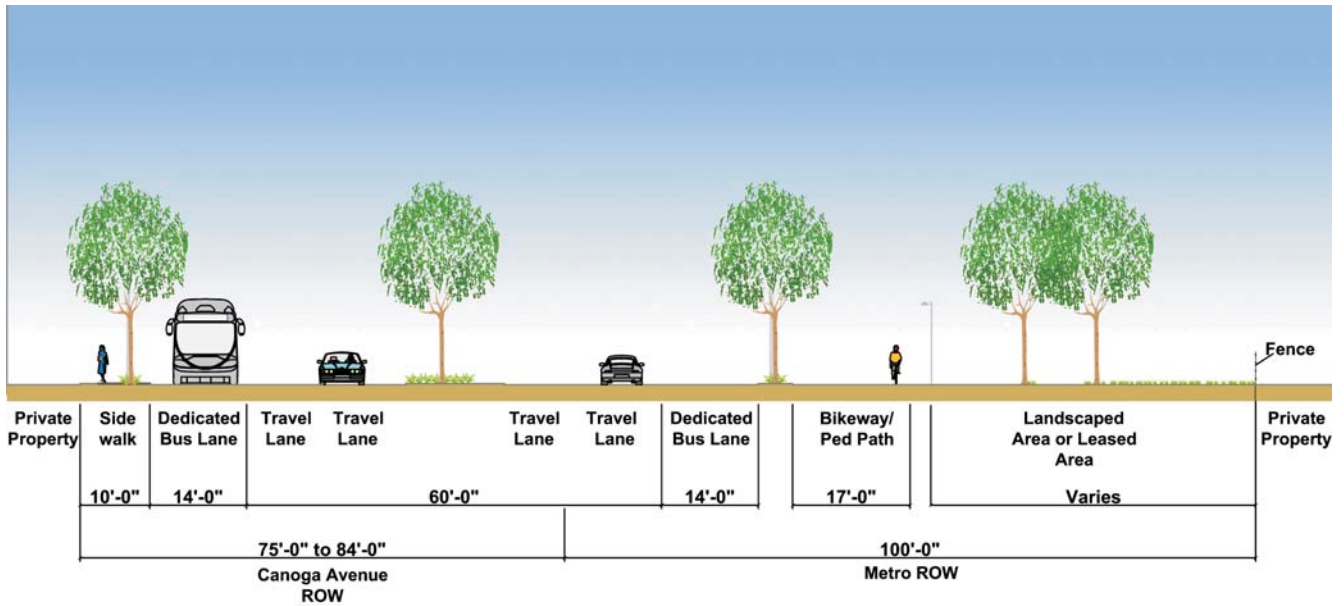 Fence
Private
Property
Side
walk
Dedicated
Bus Lane
Travel
Lane
Travel
Lane
Travel
Lane
Travel
Lane
Dedicated
Bus Lane
Bikeway/
Ped Path
Landscaped
Area or Leased
Area
Private
Property
10'-0"
14'-0"
60'-0"
14'-0"
17'-0"
Varies
75'-0" to 84'-0"
Canoga Avenue
ROW
100'-0"
Metro ROW